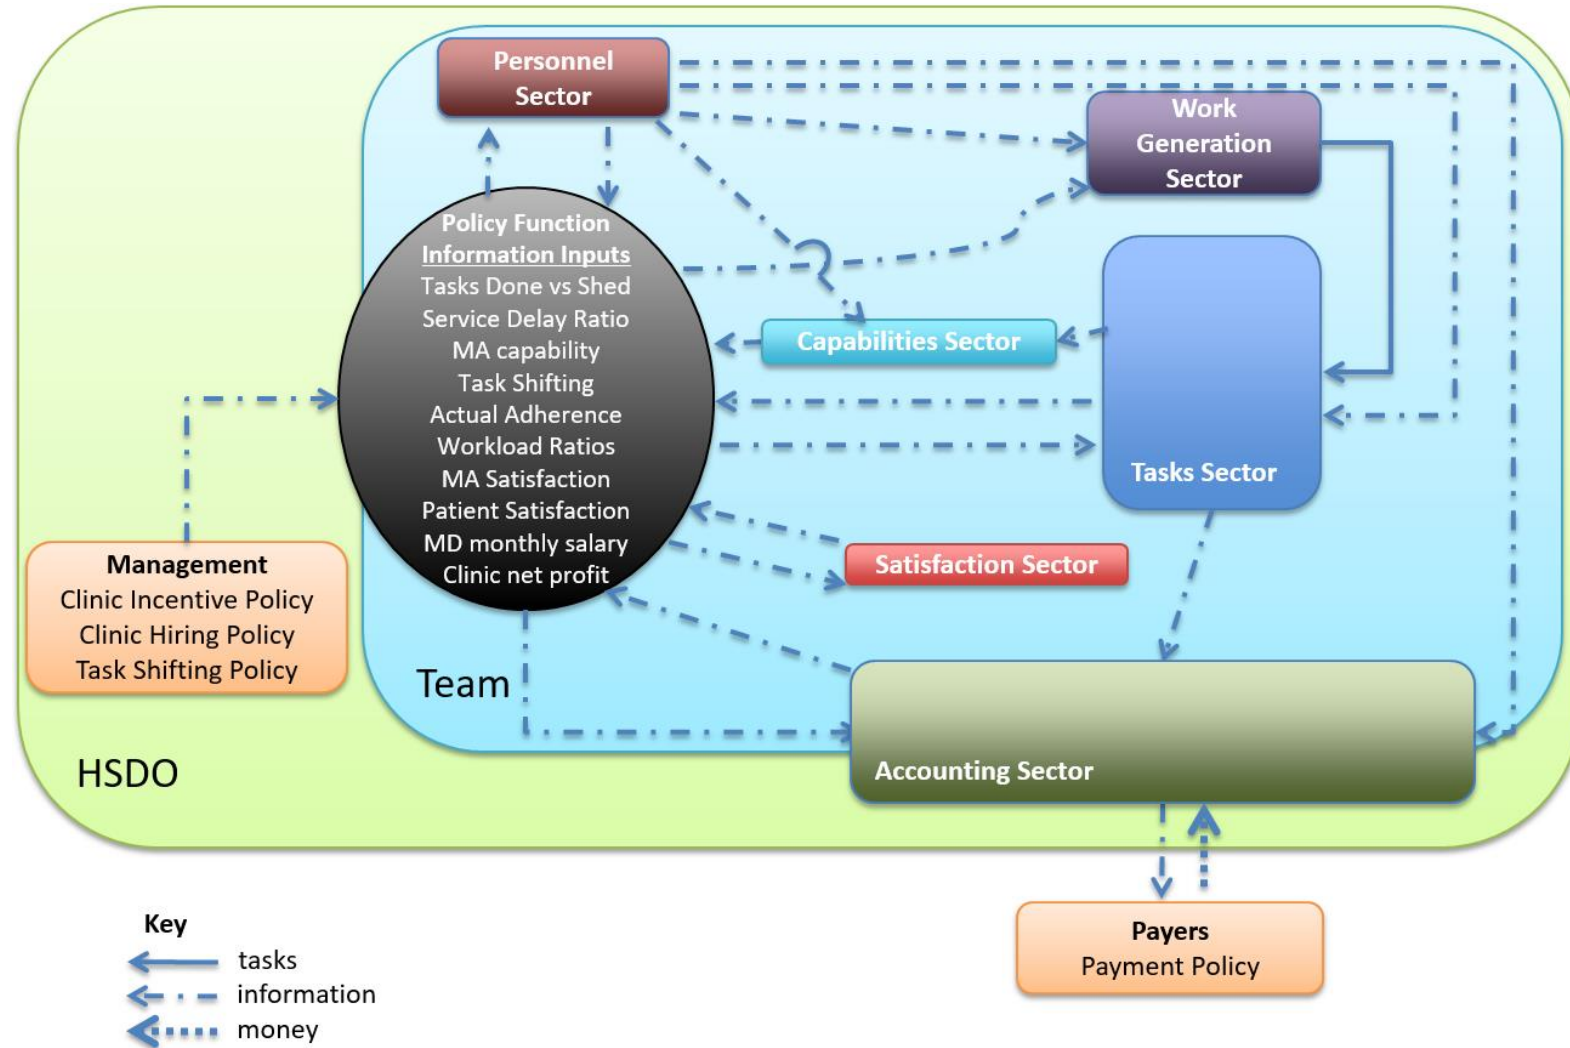 Personnel
Sector
Work
Generation
Sector
Policy Function
Information Inputs
Tasks Done vs Shed
Service Delay Ratio
MA capability
Task Shifting
Actual Adherence
Workload Ratios
MA Satisfaction
Patient Satisfaction
MD monthly salary
Clinic net profit
Capabilities Sector
Tasks Sector
Satisfaction Sector
Management
Clinic Incentive Policy
Clinic Hiring Policy
Task Shifting Policy
Team
Accounting Sector
HSDO
Payers
Payment Policy
Key
tasks
information
money